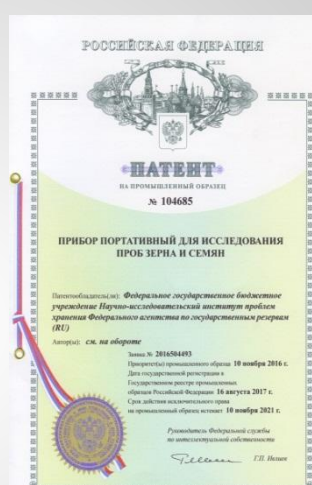 РОССИЙСКАЯ ФЕДЕРАЦИЯ
ПАТЕНТ
НА ПРОМЫШЛЕННЫЙ ОБРАЗЕЦ
№ 104685
ПРИБОР ПОРТАТИВНЫЙ ДЛЯ ИССЛЕДОВАНИЯ
ПРОБ ЗЕРНА И СЕМЯН
Патентообладатель(ли): Федеральное государственное бюджетное
учреждение Научно-исследовательский институт проблем
хранения Федерального агентства по государственным резервам
(RU)
Автор(ы): см. на обороте
Заявка № 2016504493
Приоритет(ы) промышленного образца 10 ноября 2016 г.
Дата государственной регистрации в
Государственном реестре промышленных
образцов Российской Федерации 16 августа 2017 г.
Срок действия исключительного права
на промышленный образец истекает 10 ноября 2021 г.
Руководитель Федеральной службы
по интеллектуальной собственности
Г.П. Ивлиев